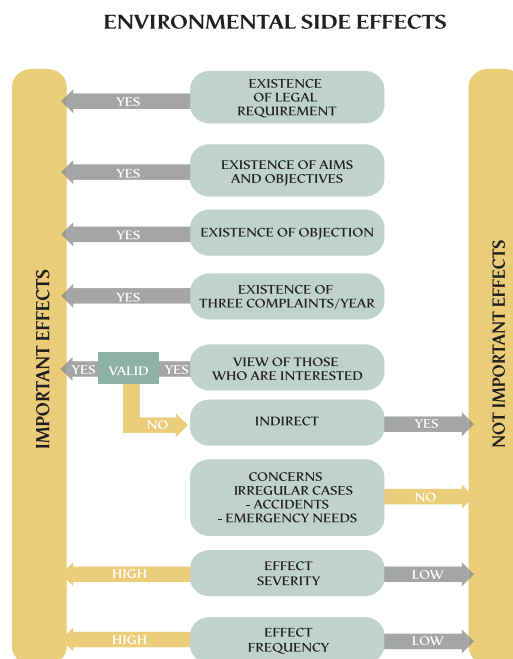 ENVIRONMENTAL SIDE EFFECTS
IMPORTANT EFFECTS
NOT IMPORTANT EFFECTS
YES
EXISTENCE
OF LEGAL
REQUIREMENT
YES
EXISTENCE OF AIMS
AND OBJECTIVES
YES
EXISTENCE OF OBJECTION
YES
EXISTENCE OF
THREE COMPLAINTS/YEAR
YES
VALID
YES
VIEW OF THOSE
WHO ARE INTERESTED
NO
INDIRECT
YES
CONCERNS
IRREGULAR CASES
- ACCIDENTS
- EMERGENCY NEEDS
NO
HIGH
EFFECT
SEVERITY
LOW
HIGH
EFFECT
FREQUENCY
LOW